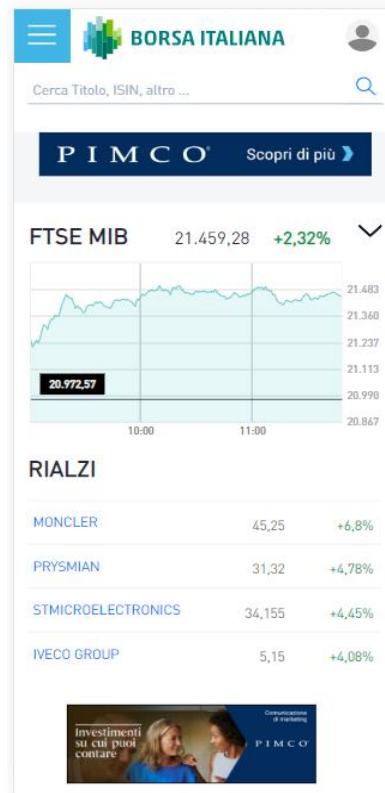 BORSA ITALIANA
Cerca Titolo, ISIN, altro ...
PIMCO Scopri di più
FTSE MIB 21.459,28 +2,32%
21.483
21.360
21.237
21.113
20.972,57
20.990
20.867
10:00 11:00
RIALZI
MONCLER 45,25 +6,8%
PRYSMIAN 31,32 +4,78%
STMICROELECTRONICS 34,155 +4,45%
IVECO GROUP 5,15 +4,08%
Comunicazione
di marketing
Investimenti
su cui puoi
contare
PIMCO